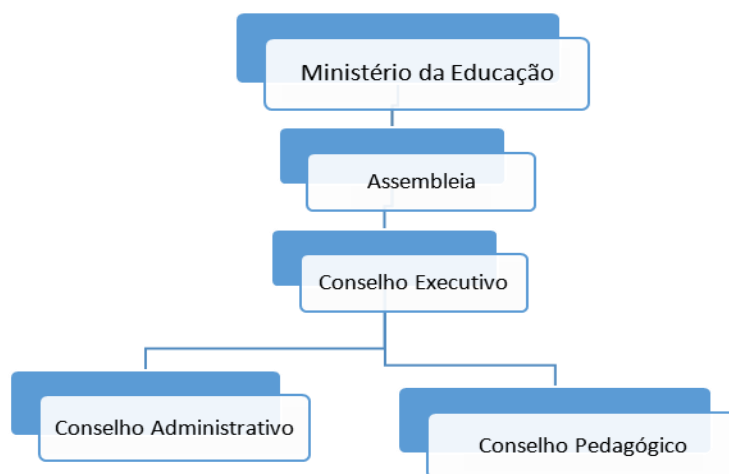 Ministério da Educação
Assembleia
Conselho Executivo
Conselho Administrativo
Conselho Pedagógico